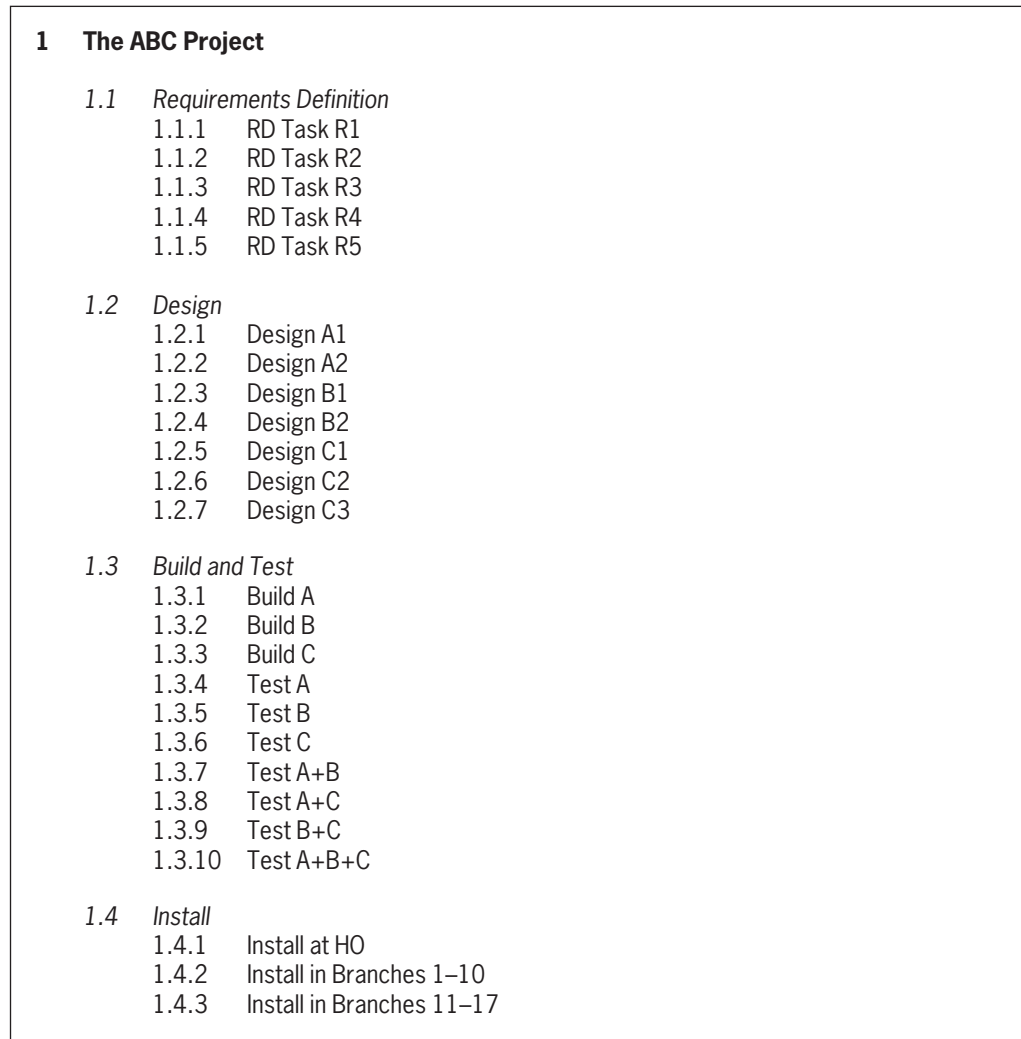 1 The ABC Project
1.1 Requirements Definition
1.1.1 RD Task R1
1.1.2 RD Task R2
1.1.3 RD Task R3
1.1.4 RD Task R4
1.1.5 RD Task R5
1.2 Design
1.2.1 Design A1
1.2.2 Design A2
1.2.3 Design B1
1.2.4 Design B2
1.2.5 Design C1
1.2.6 Design C2
1.2.7 Design C3
1.3 Build and Test
1.3.1 Build A
1.3.2 Build B
1.3.3 Build C
1.3.4 Test A
1.3.5 Test B
1.3.6 Test C
1.3.7 Test A+B
1.3.8 Test A+C
1.3.9 Test B+C
1.3.10 Test A+B+C
1.4 Install
1.4.1 Install at HO
1.4.2 Install in Branches 1–10
1.4.3 Install in Branches 11–17